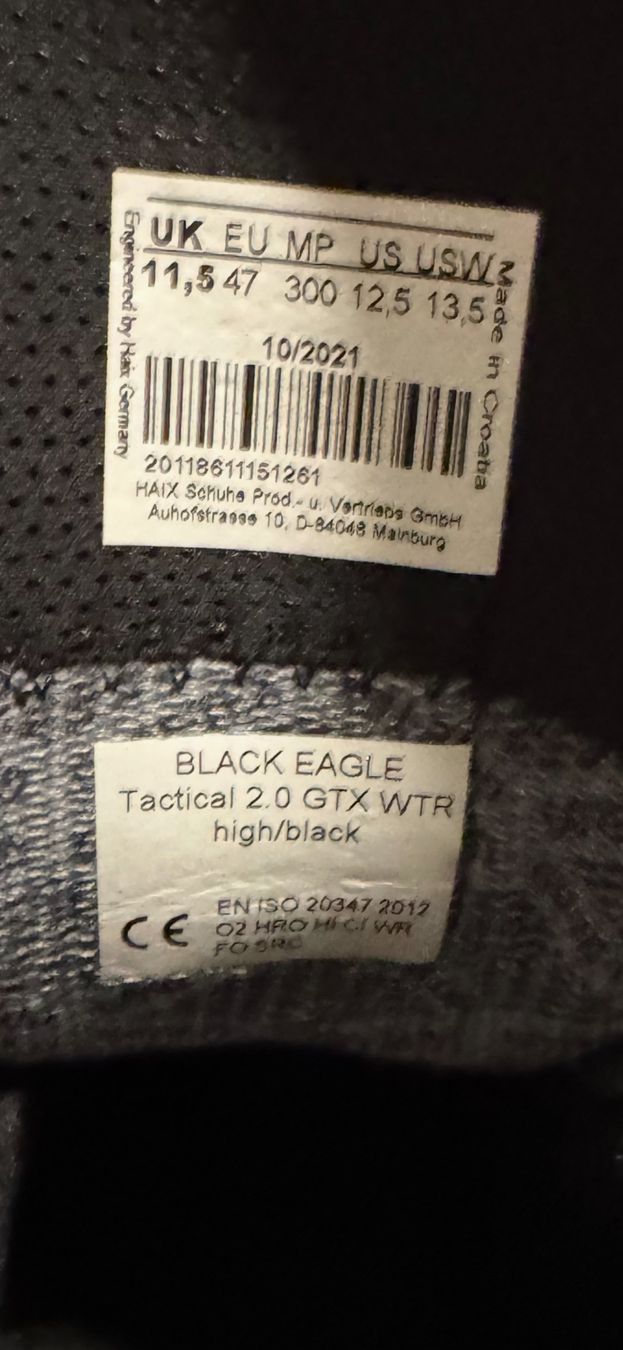 UK EU MP US USW
11,5 47 300 12,5 13,5
Engineered by Haix Germany
Made in Croatia
10/2021
20118611151261
HAIX Schuhe Prod.- u. Vertriebs GmbH
Auhofstrasse 10, D-84048 Mainburg
BLACK EAGLE
Tactical 2.0 GTX WTR
high/black
CE
EN ISO 20347 2012
O2 HRO HI CI WR
FO SRC